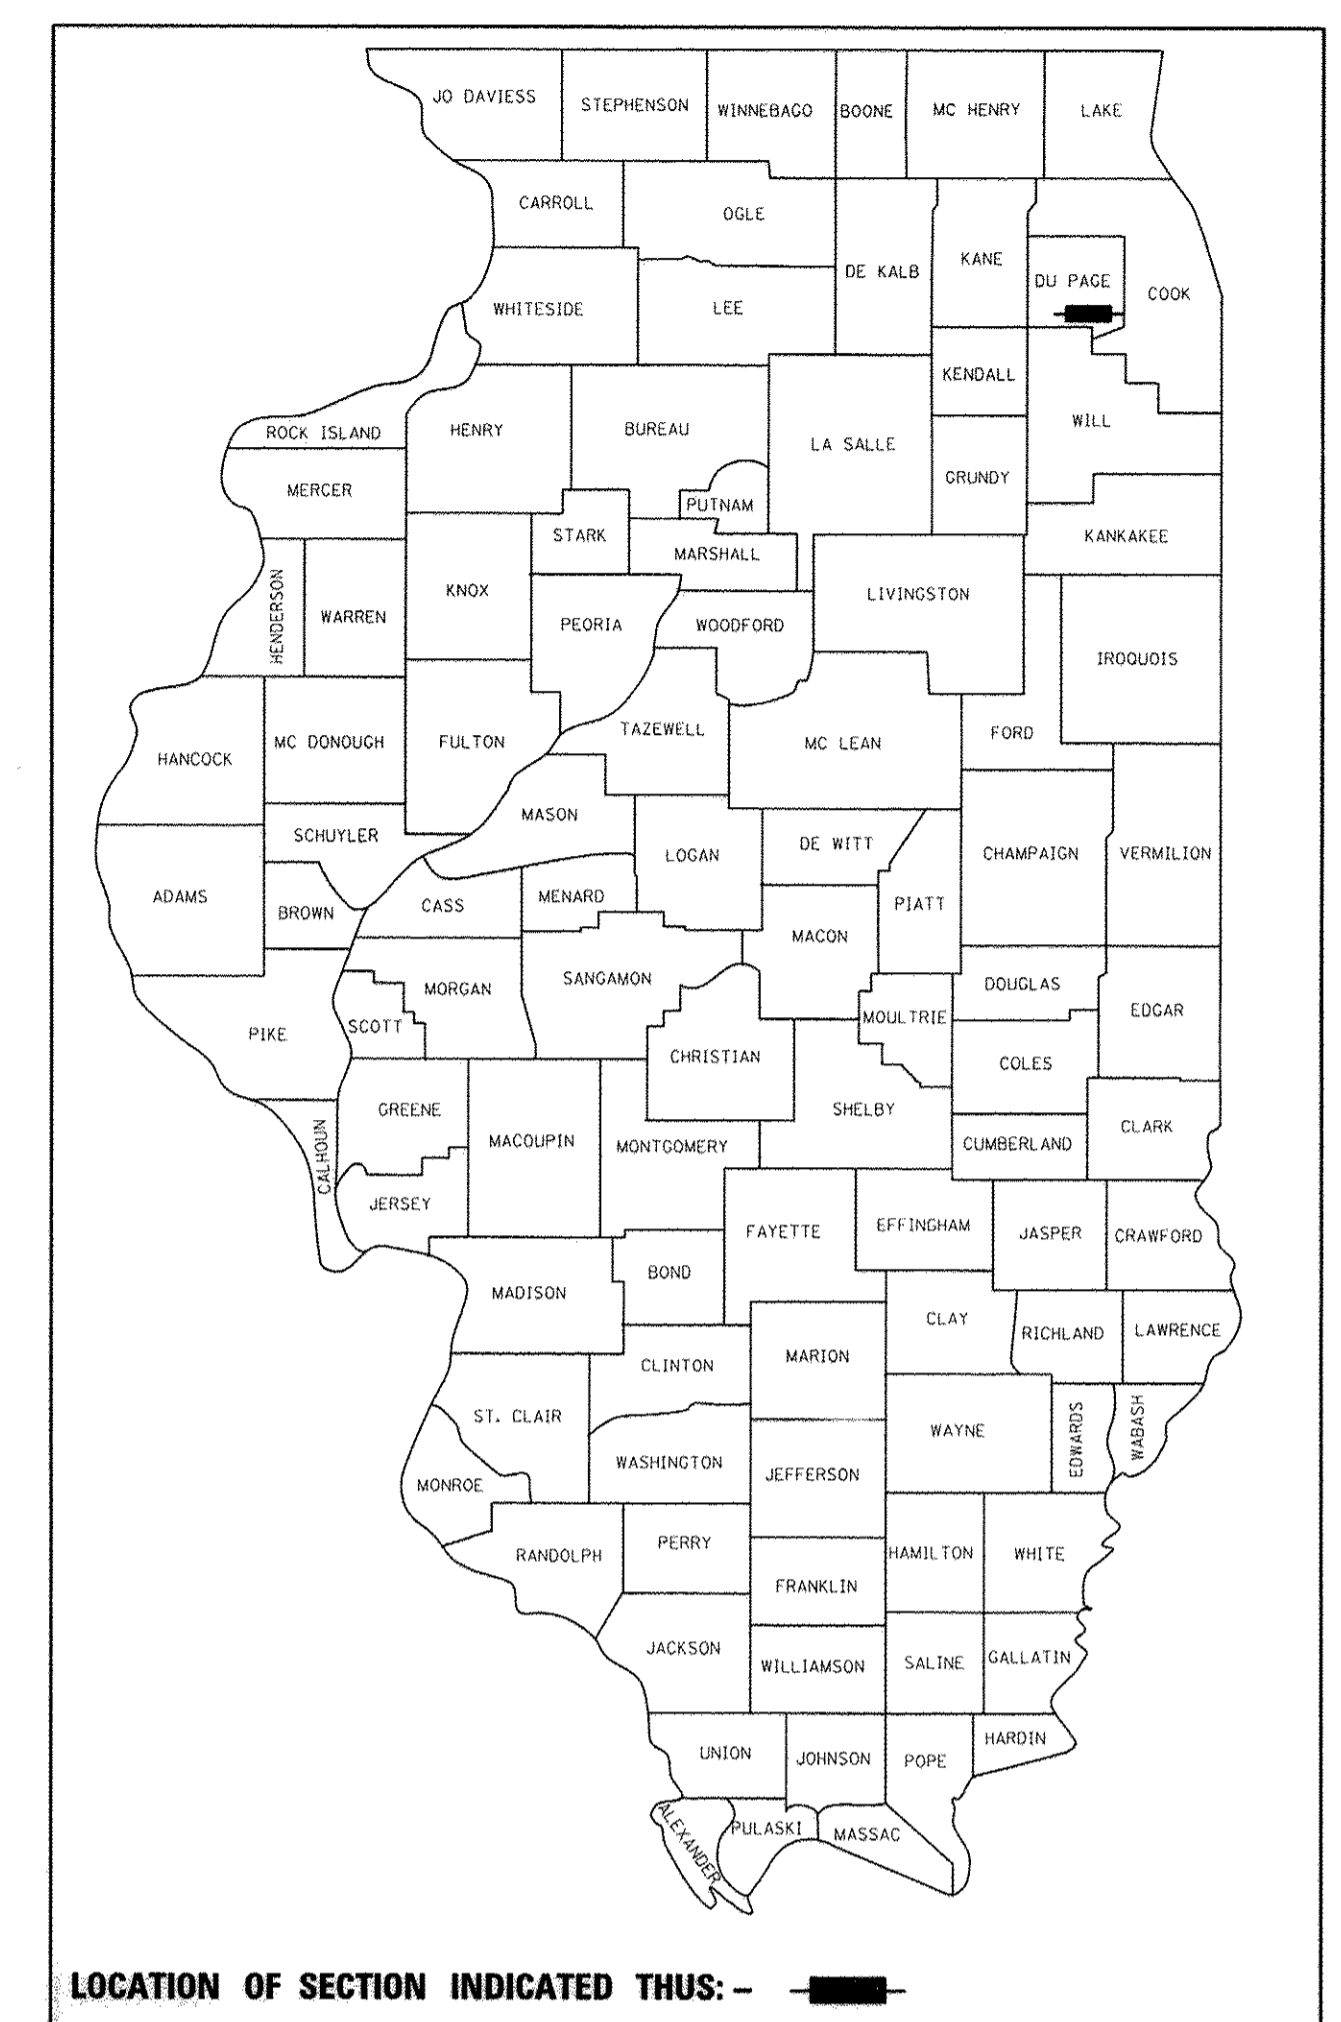 JO DAVIESS
STEPHENSON
WINNEBAGO
BOONE
MC HENRY
LAKE
CARROLL
OGLE
DE KALB
KANE
DU PAGE
COOK
WHITESIDE
LEE
KENDALL
ROCK ISLAND
HENRY
BUREAU
LA SALLE
WILL
GRUNDY
MERCER
PUTNAM
STARK
MARSHALL
KANKAKEE
HENDERSON
WARREN
KNOX
PEORIA
WOODFORD
LIVINGSTON
IROQUOIS
HANCOCK
MC DONOUGH
FULTON
TAZEWELL
MC LEAN
FORD
SCHUYLER
MASON
LOGAN
DE WITT
CHAMPAIGN
VERMILION
ADAMS
BROWN
CASS
MENARD
PIATT
MACON
MORGAN
SANGAMON
DOUGLAS
EDGAR
PIKE
SCOTT
MOULTRIE
CHRISTIAN
COLES
CALHOUN
GREENE
MACOUPIN
MONTGOMERY
SHELBY
CUMBERLAND
CLARK
JERSEY
FAYETTE
EFFINGHAM
JASPER
CRAWFORD
MADISON
BOND
CLAY
RICHLAND
LAWRENCE
CLINTON
MARION
ST. CLAIR
WAYNE
EDWARDS
WABASH
WASHINGTON
JEFFERSON
MONROE
RANDOLPH
PERRY
HAMILTON
WHITE
FRANKLIN
JACKSON
WILLIAMSON
SALINE
GALLATIN
UNION
JOHNSON
POPE
HARDIN
ALEXANDER
PULASKI
MASSAC
LOCATION OF SECTION INDICATED THUS: –